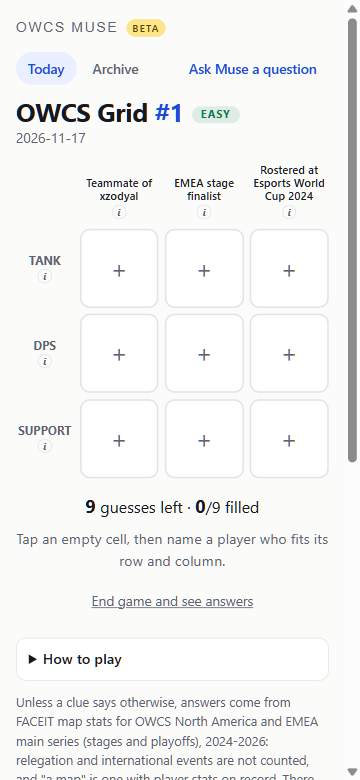 OWCS MUSE BETA
Today Archive Ask Muse a question
OWCS Grid #1 EASY
2026-11-17
Teammate of xzodyal
EMEA stage finalist
Rostered at Esports World Cup 2024
i i i
TANK
i
+ + +
DPS
i
+ + +
SUPPORT
i
+ + +
9 guesses left · 0/9 filled
Tap an empty cell, then name a player who fits its
row and column.
End game and see answers
▶ How to play
Unless a clue says otherwise, answers come from
FACEIT map stats for OWCS North America and EMEA
main series (stages and playoffs), 2024-2026:
relegation and international events are not counted,
and "a map" is one with player stats on record. There